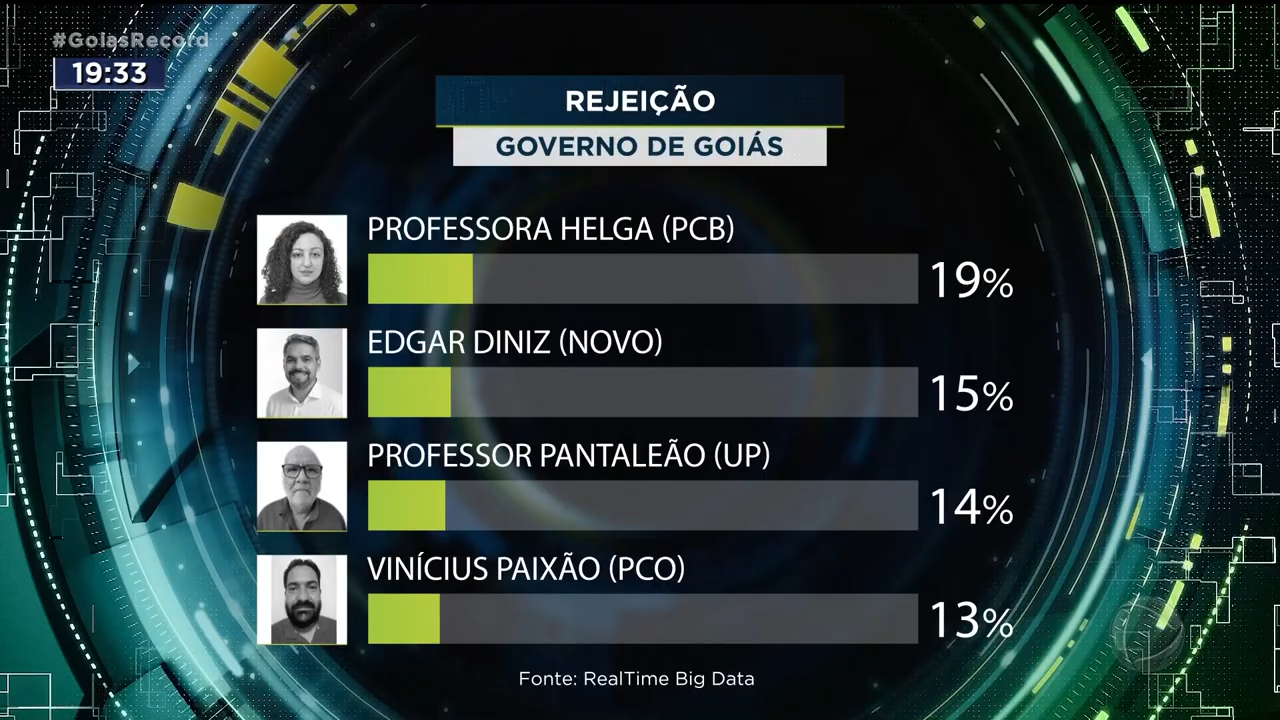 #GoiasRecord
19:33
REJEIÇÃO
GOVERNO DE GOIÁS
PROFESSORA HELGA (PCB)
19%
EDGAR DINIZ (NOVO)
15%
PROFESSOR PANTALEÃO (UP)
14%
VINÍCIUS PAIXÃO (PCO)
13%
Fonte: RealTime Big Data